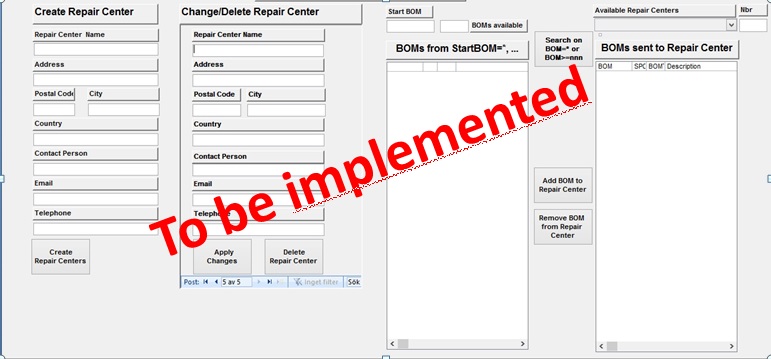 Create Repair Center
Repair Center Name
Address
Postal Code
City
Country
Contact Person
Email
Telephone
Create
Repair Centers
Change/Delete Repair Center
Repair Center Name
Address
Postal Code
City
Country
Contact Person
Email
Telephone
Apply
Changes
Delete
Repair Center
Post:
5 av 5
Inget filter
Sök
Start BOM
BOMs available
BOMs from StartBOM=*, ...
Search on
BOM=* or
BOM>=nnn
Add BOM to
Repair Center
Remove BOM
from Repair
Center
Available Repair Centers
Nbr
BOMs sent to Repair Center
BOM
SPC
BOM
Description
To be implemented